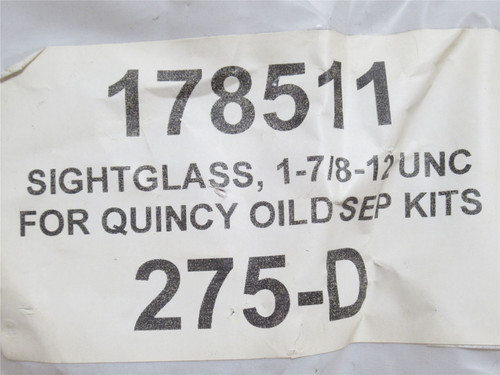 178511
SIGHTGLASS, 1-7/8-12UNC
FOR QUINCY OILD SEP KITS
275-D